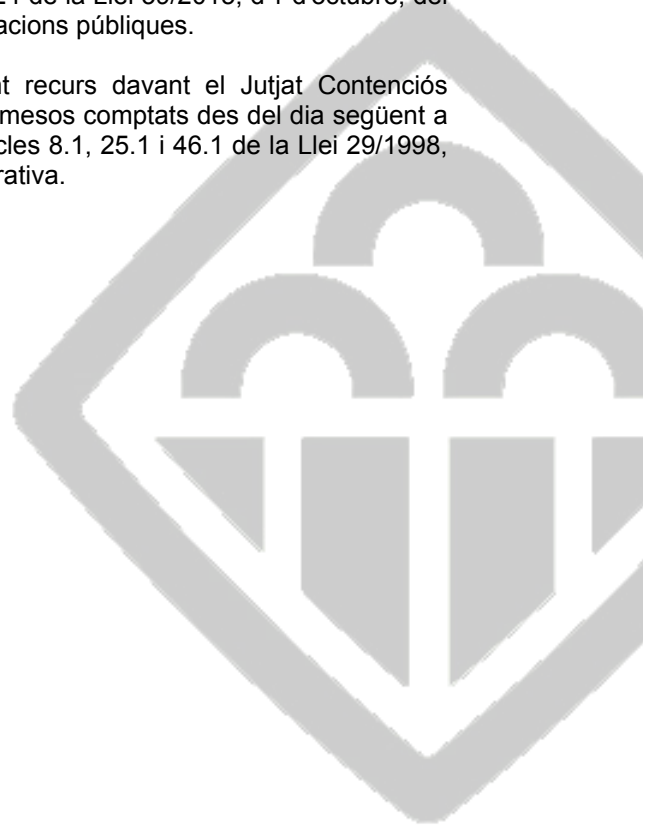 de la Llei 39/2015, d'1 d'octubre, del
acions públiques.
nt recurs davant el Jutjat Contenciós
mesos comptats des del dia següent a
cles 8.1, 25.1 i 46.1 de la Llei 29/1998,
rativa.